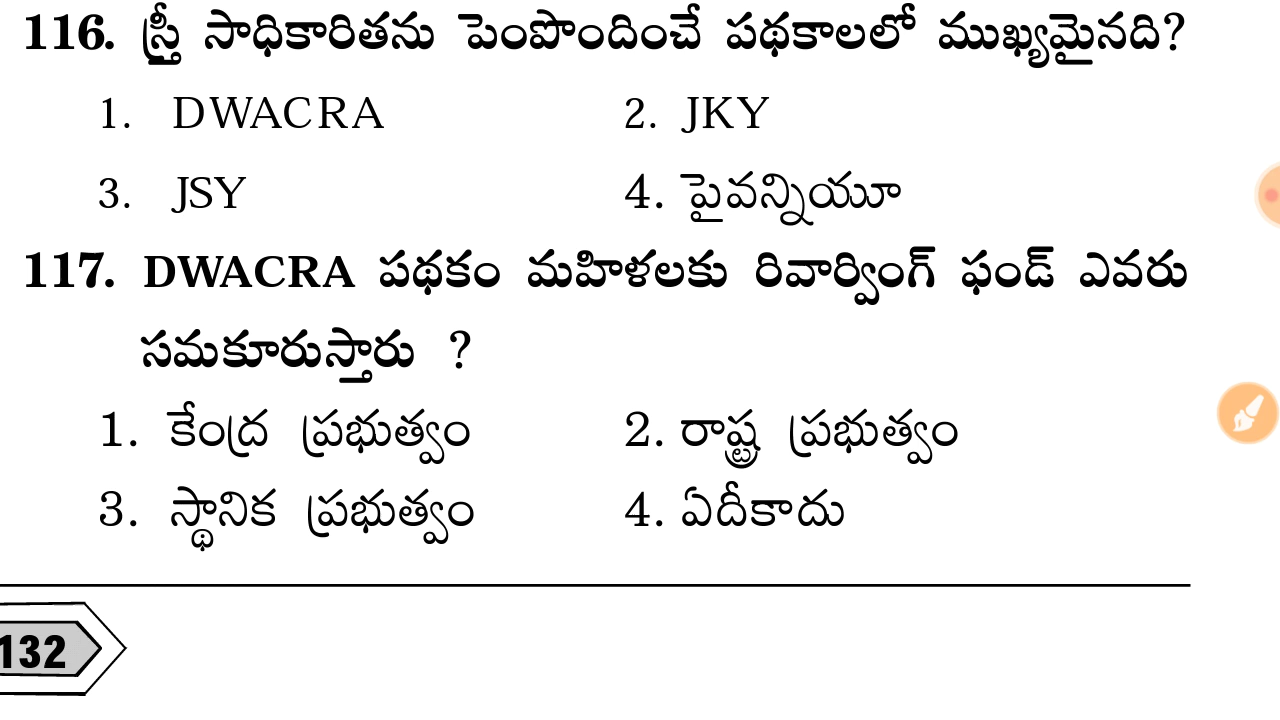 116. స్త్రీ సాధికారితను పెంపొందించే పథకాలలో ముఖ్యమైనది?
1. DWACRA 2. JKY
3. JSY 4. పైవన్నియూ
117. DWACRA పథకం మహిళలకు రివార్వింగ్ ఫండ్ ఎవరు
సమకూరుస్తారు ?
1. కేంద్ర ప్రభుత్వం 2. రాష్ట్ర ప్రభుత్వం
3. స్థానిక ప్రభుత్వం 4. ఏదీకాదు
132